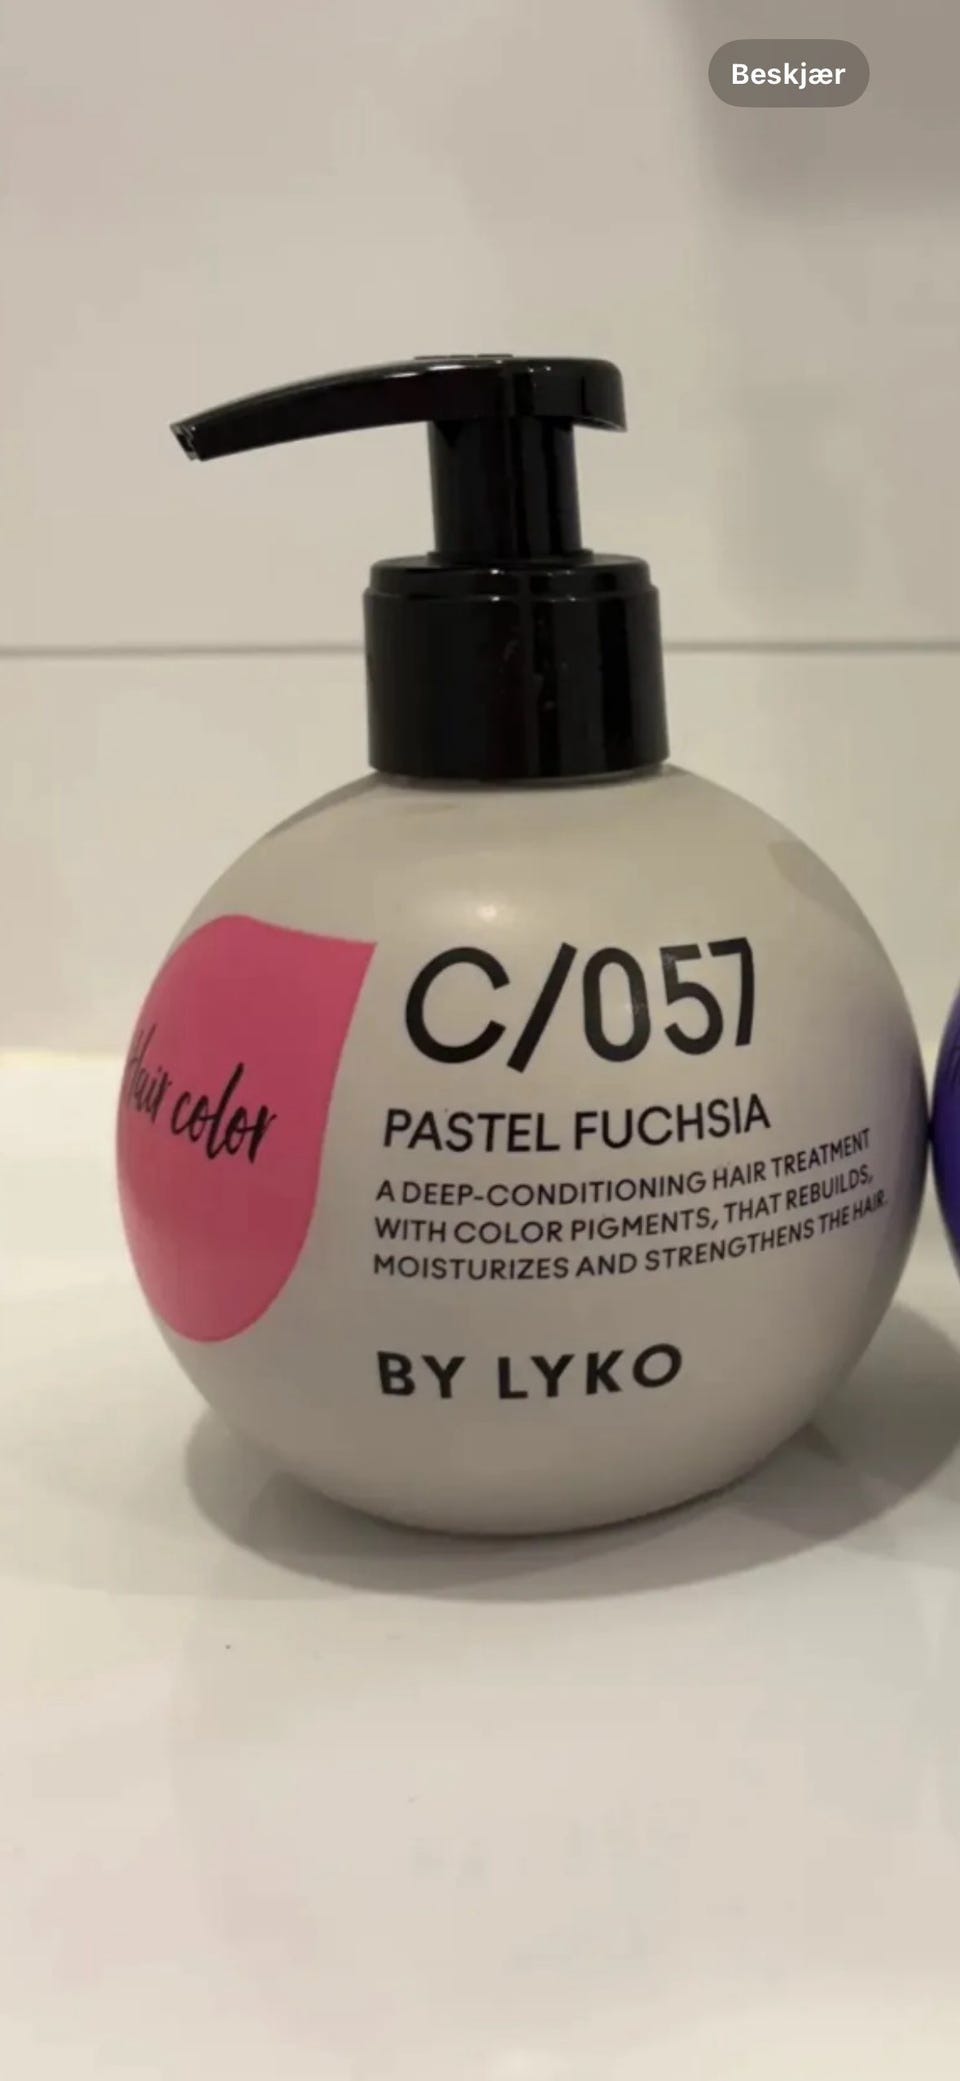 Beskjær
Hair color
C/057
PASTEL FUCHSIA
A DEEP-CONDITIONING HAIR TREATMENT
WITH COLOR PIGMENTS, THAT REBUILDS,
MOISTURIZES AND STRENGTHENS THE HAIR.
BY LYKO